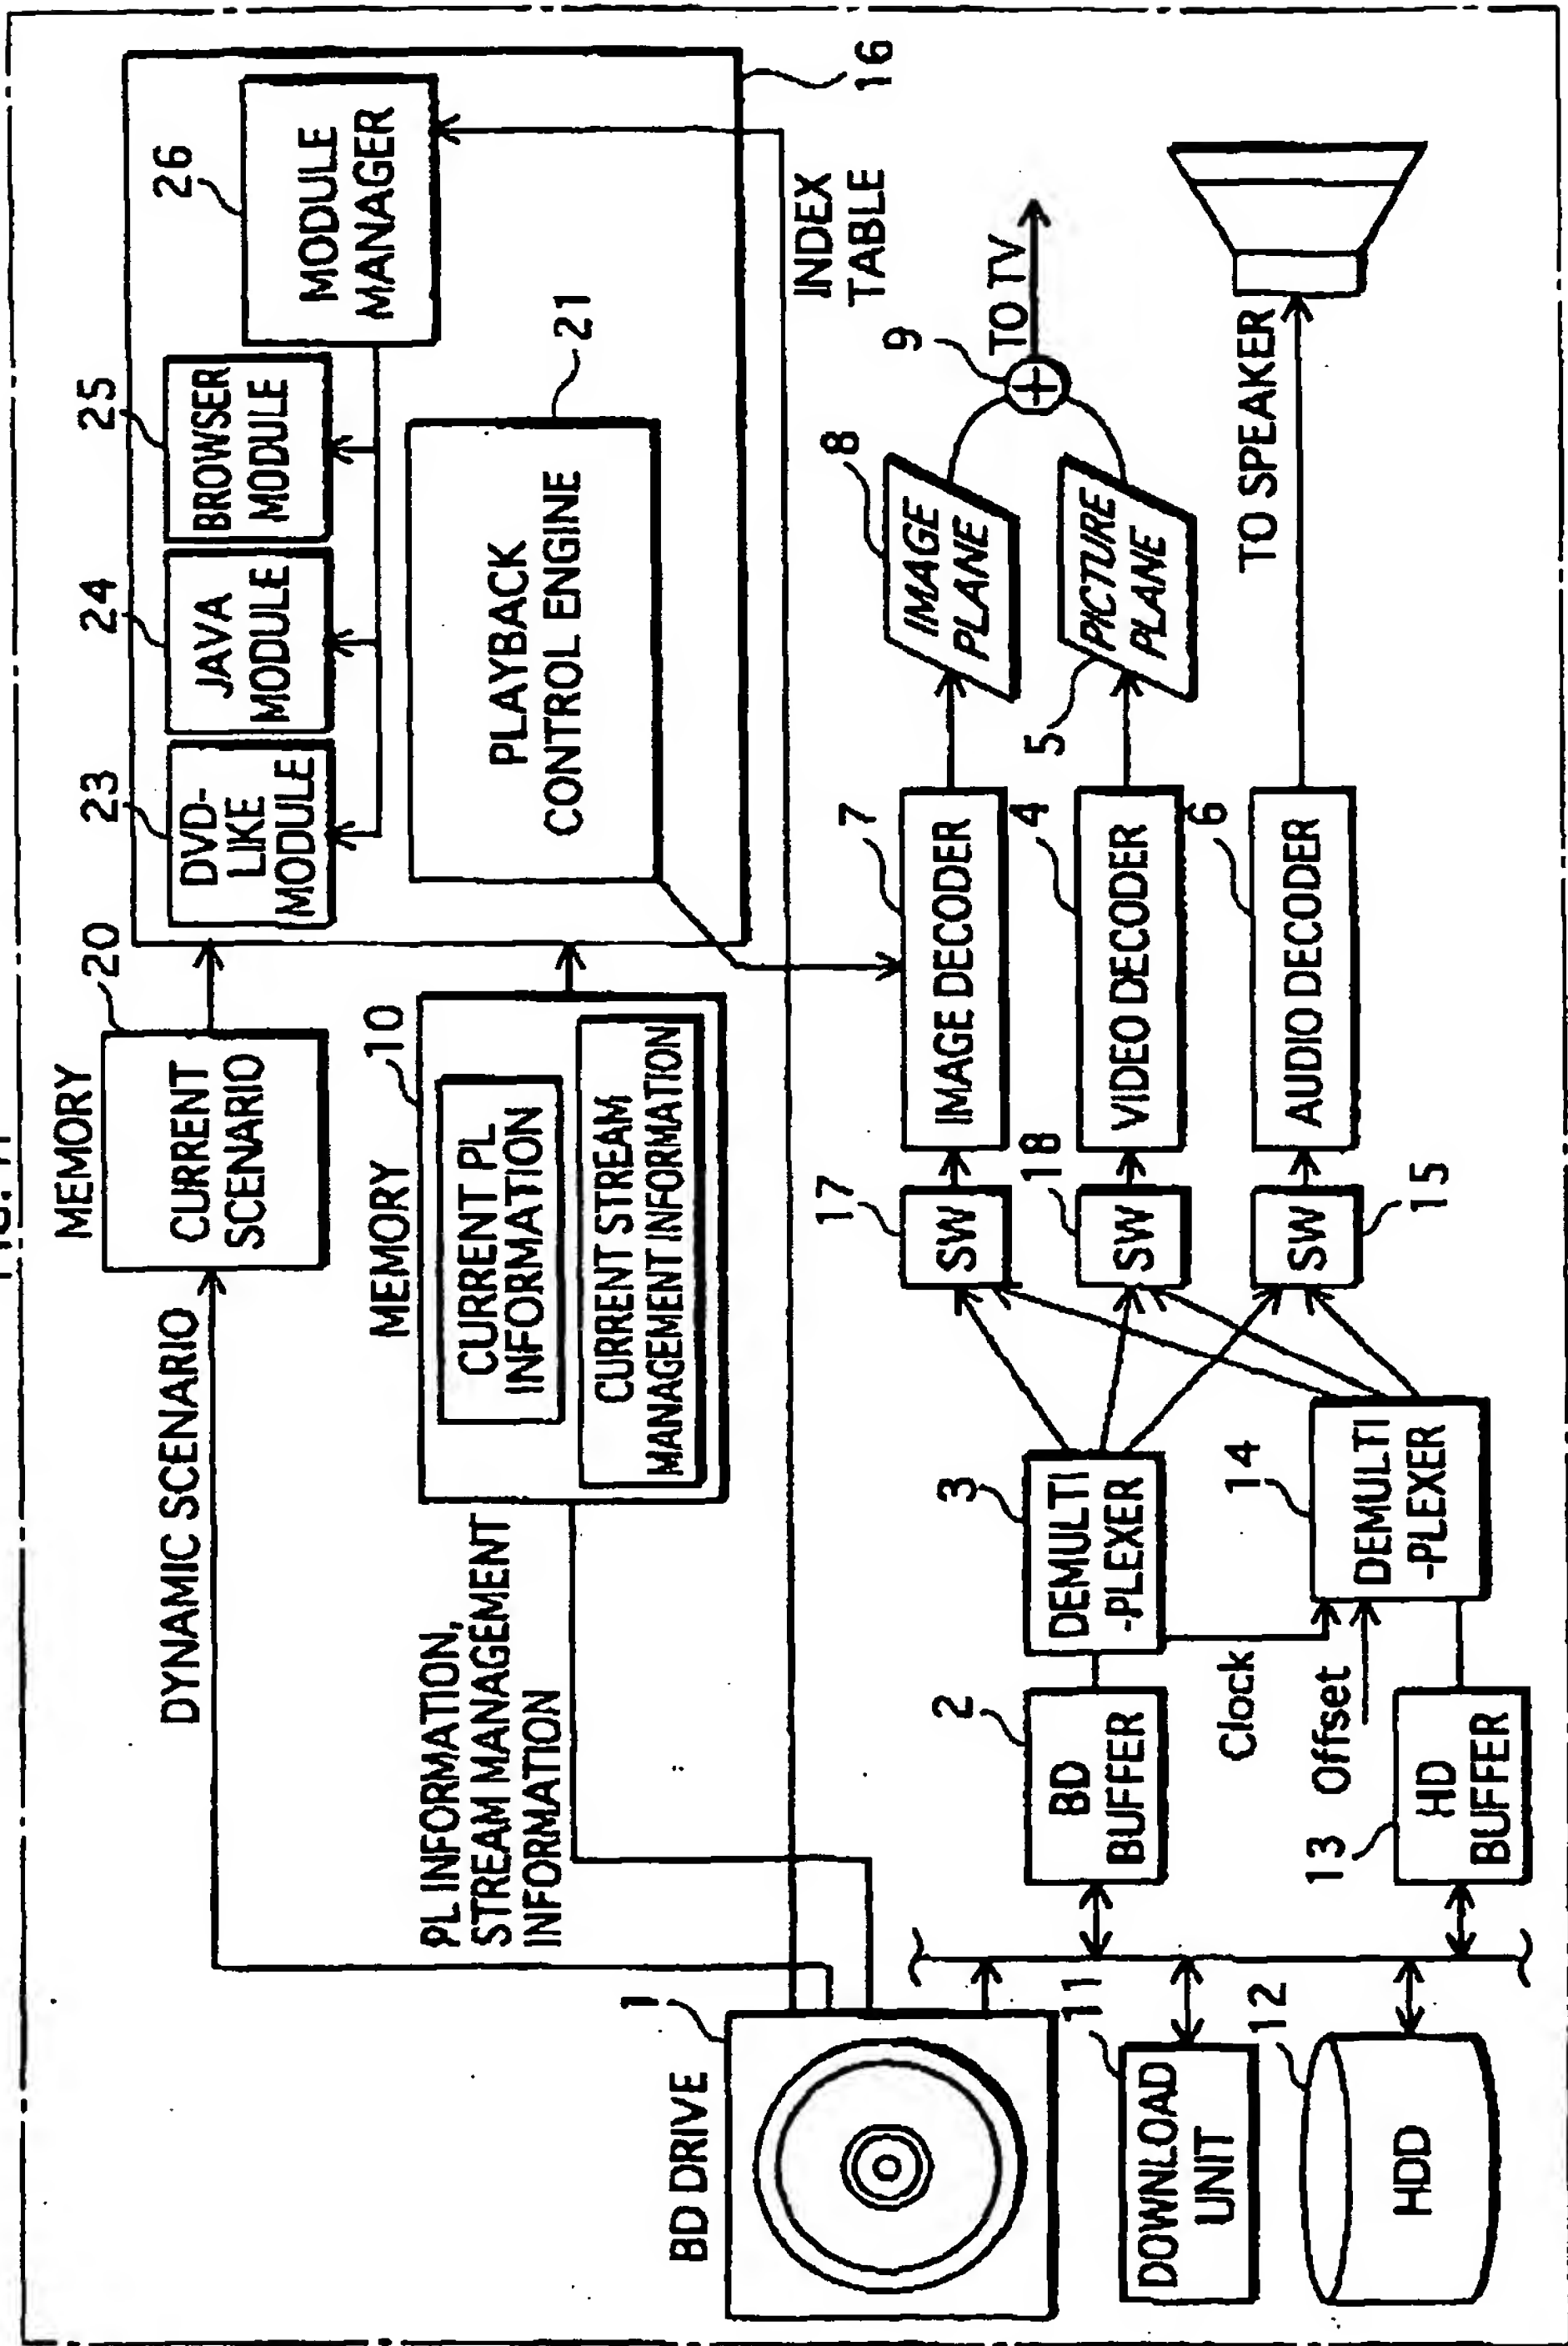 MEMORY
20
CURRENT
SCENARIO
DYNAMIC SCENARIO
23
DVD-
LIKE
MODULE
24
JAVA
MODULE
25
BROWSER
MODULE
26
MODULE
MANAGER
PLAYBACK
CONTROL ENGINE
21
16
MEMORY
10
CURRENT PL
INFORMATION
CURRENT STREAM
MANAGEMENT INFORMATION
PL INFORMATION,
STREAM MANAGEMENT
INFORMATION
INDEX
TABLE
BD DRIVE
1
DOWNLOAD
UNIT
11
HDD
12
BD
BUFFER
2
HD
BUFFER
13
DEMULTI
-PLEXER
3
Clock
Offset
DEMULTI
-PLEXER
14
17
SW
18
SW
SW
15
7
IMAGE DECODER
4
VIDEO DECODER
6
AUDIO DECODER
8
IMAGE
PLANE
5
PICTURE
PLANE
9
TO TV
TO SPEAKER